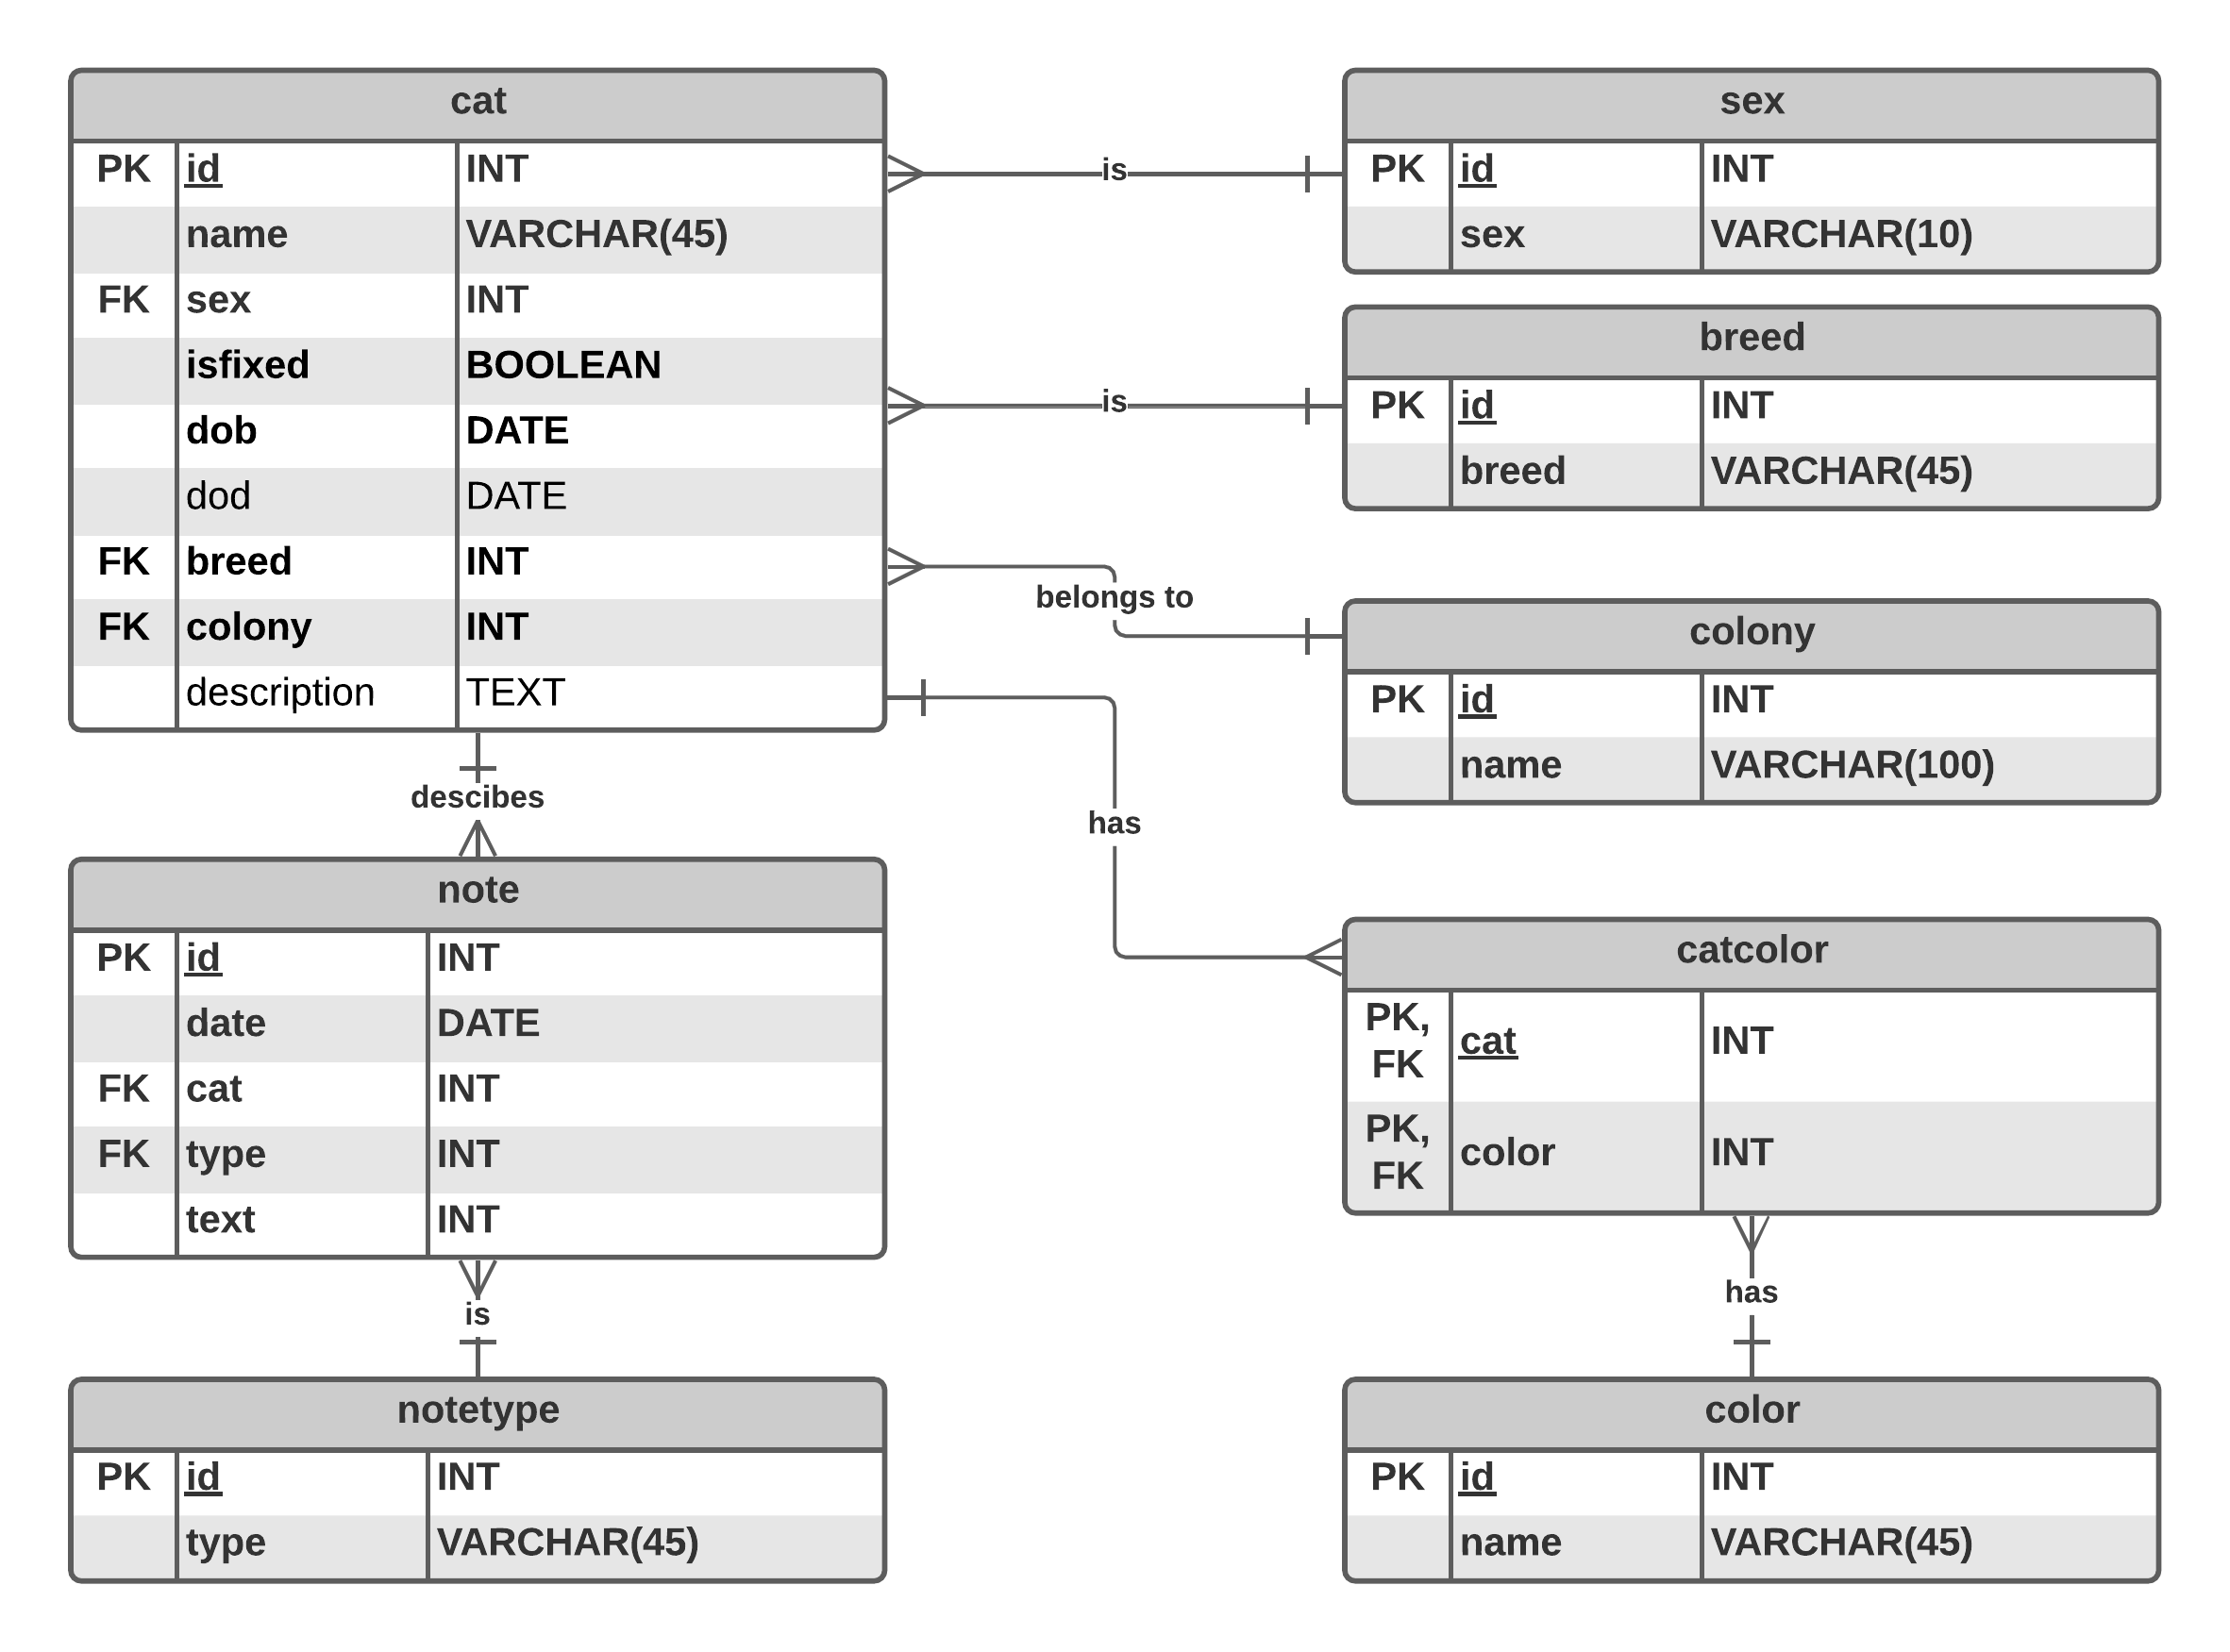 cat
PK id INT
name VARCHAR(45)
FK sex INT
isfixed BOOLEAN
dob DATE
dod DATE
FK breed INT
FK colony INT
description TEXT
is
sex
PK id INT
sex VARCHAR(10)
is
breed
PK id INT
breed VARCHAR(45)
belongs to
colony
PK id INT
name VARCHAR(100)
descibes
has
note
PK id INT
date DATE
FK cat INT
FK type INT
text INT
catcolor
PK,
FK
cat INT
PK,
FK
color INT
is
has
notetype
PK id INT
type VARCHAR(45)
color
PK id INT
name VARCHAR(45)